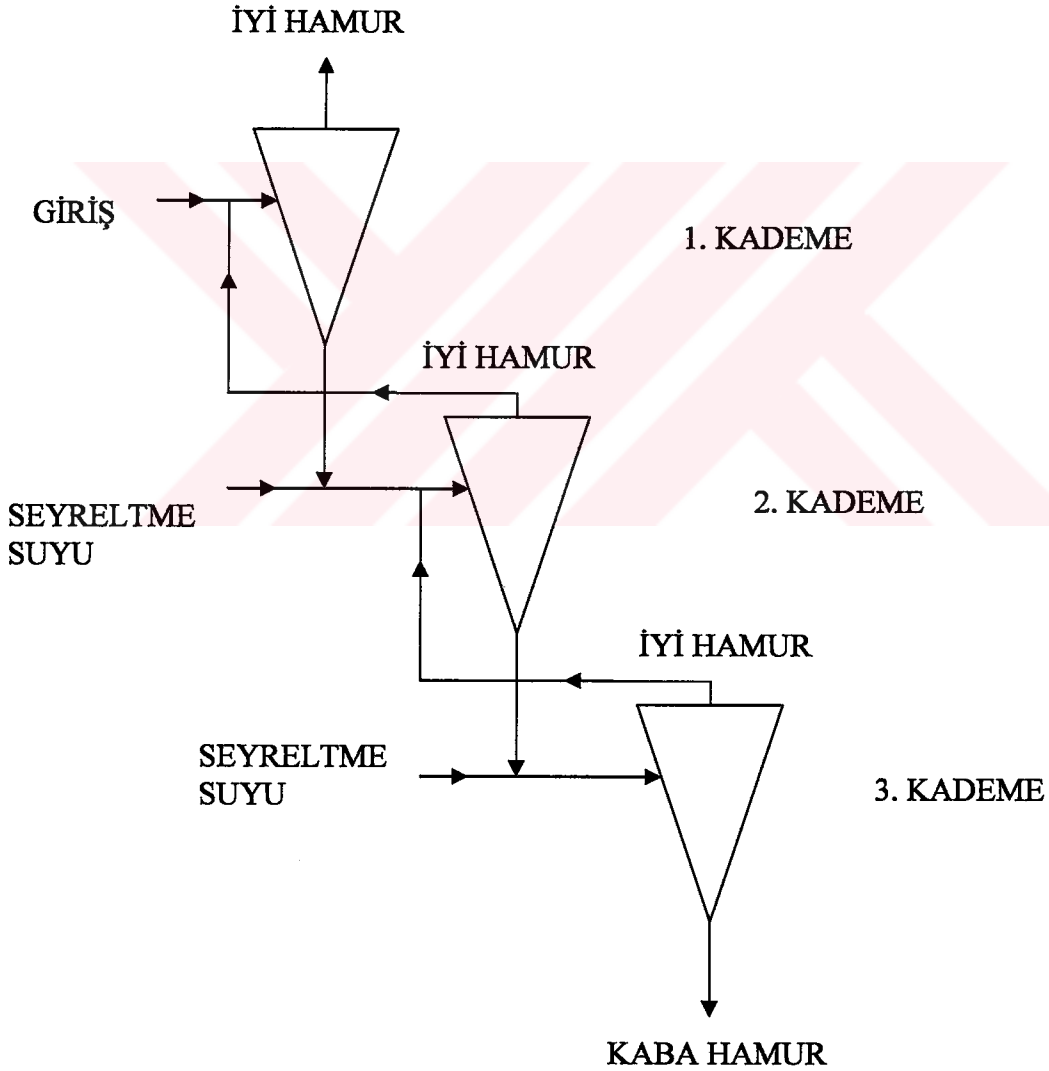 İYİ HAMUR
GİRİŞ
1. KADEME
İYİ HAMUR
SEYRELTME
SUYU
2. KADEME
İYİ HAMUR
SEYRELTME
SUYU
3. KADEME
KABA HAMUR